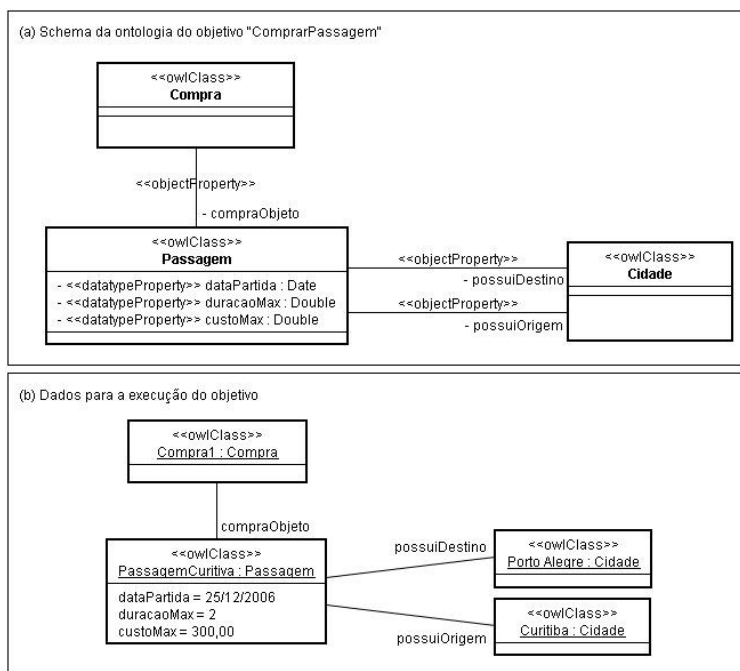 (a) Schema da ontologia do objetivo "ComprarPassagem"
<<owlClass>>
Compra
<<objectProperty>>
- compraObjeto
<<owlClass>>
Passagem
- <<datatypeProperty>> dataPartida : Date
- <<datatypeProperty>> duracaoMax : Double
- <<datatypeProperty>> custoMax : Double
<<objectProperty>>
- possuiDestino
<<objectProperty>>
- possuiOrigem
<<owlClass>>
Cidade
(b) Dados para a execução do objetivo
<<owlClass>>
Compra1 : Compra
compraObjeto
<<owlClass>>
PassagemCuritiva : Passagem
dataPartida = 25/12/2006
duracaoMax = 2
custoMax = 300,00
possuiDestino
<<owlClass>>
Porto Alegre : Cidade
possuiOrigem
<<owlClass>>
Curitiba : Cidade